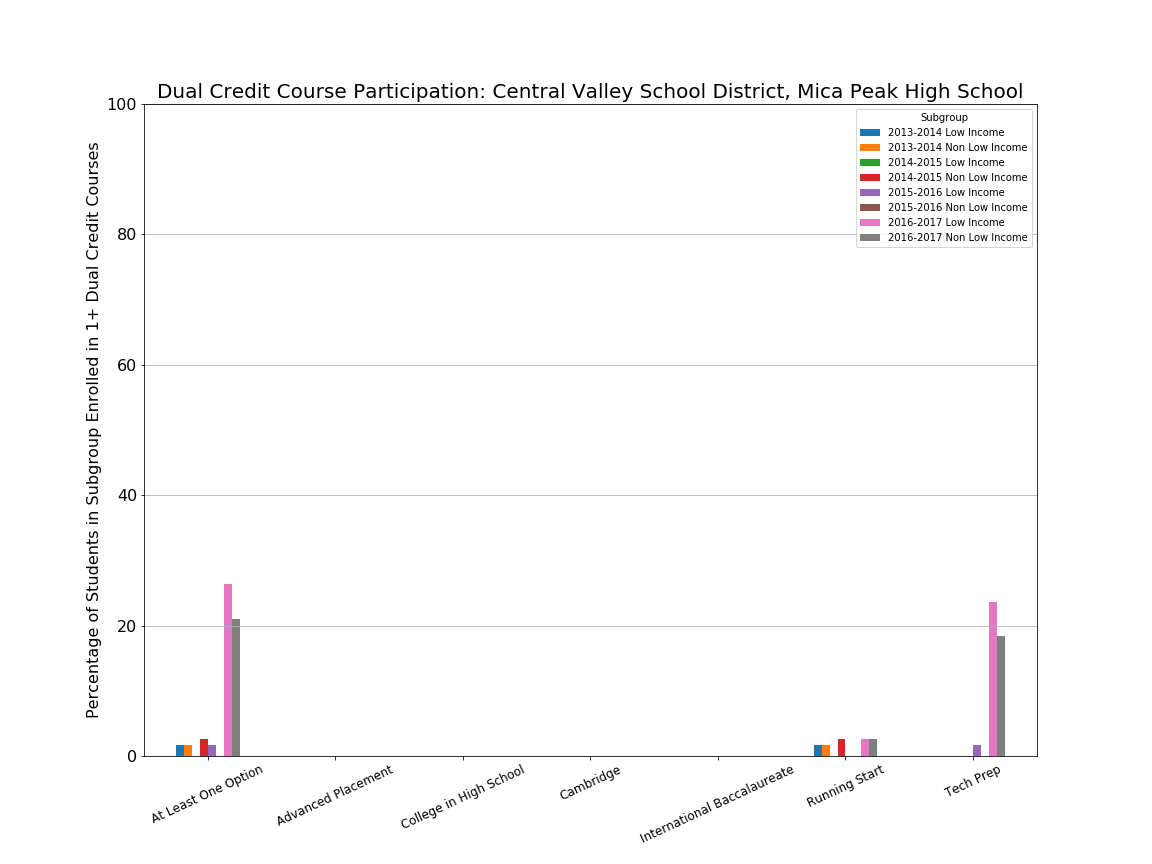 Dual Credit Course Participation: Central Valley School District, Mica Peak High School
Percentage of Students in Subgroup Enrolled in 1+ Dual Credit Courses
100
80
60
40
20
0
Subgroup
2013-2014 Low Income
2013-2014 Non Low Income
2014-2015 Low Income
2014-2015 Non Low Income
2015-2016 Low Income
2015-2016 Non Low Income
2016-2017 Low Income
2016-2017 Non Low Income
At Least One Option
Advanced Placement
College in High School
Cambridge
International Baccalaureate
Running Start
Tech Prep